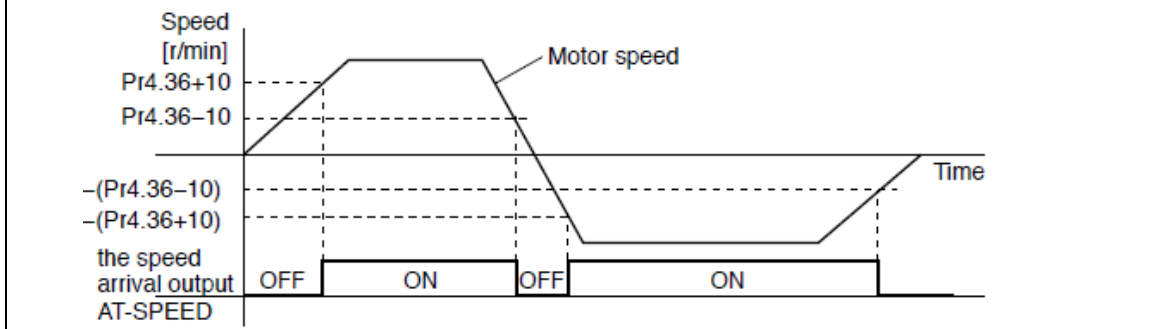 Speed
[r/min]
Motor speed
Pr4.36+10
Pr4.36−10
Time
−(Pr4.36−10)
−(Pr4.36+10)
the speed
arrival output
OFF
ON
OFF
ON
AT-SPEED